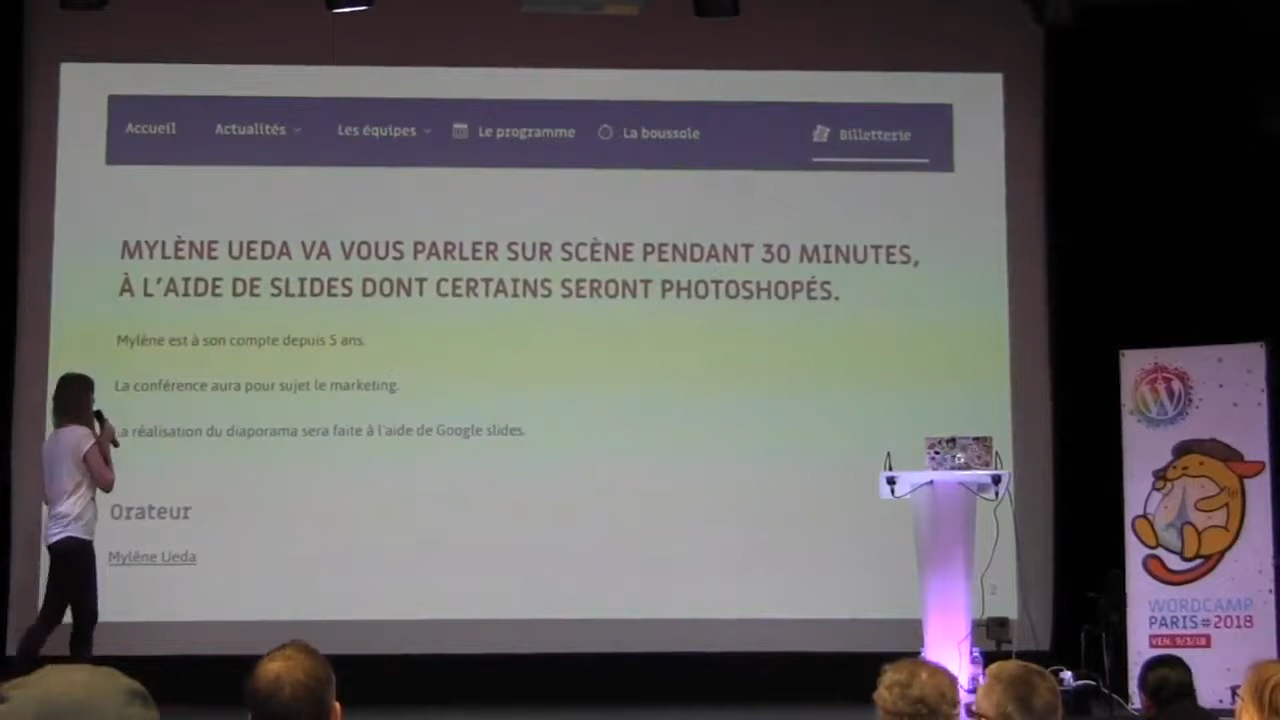 Accueil Actualités Les équipes Le programme La boussole Billetterie
MYLÈNE UEDA VA VOUS PARLER SUR SCÈNE PENDANT 30 MINUTES,
À L'AIDE DE SLIDES DONT CERTAINS SERONT PHOTOSHOPÉS.
Mylène est à son compte depuis 5 ans.
La conférence aura pour sujet le marketing.
La réalisation du diaporama sera faite à l'aide de Google slides.
Orateur
Mylène Ueda
WORDCAMP
PARIS#2018
VEN. 9/3/18